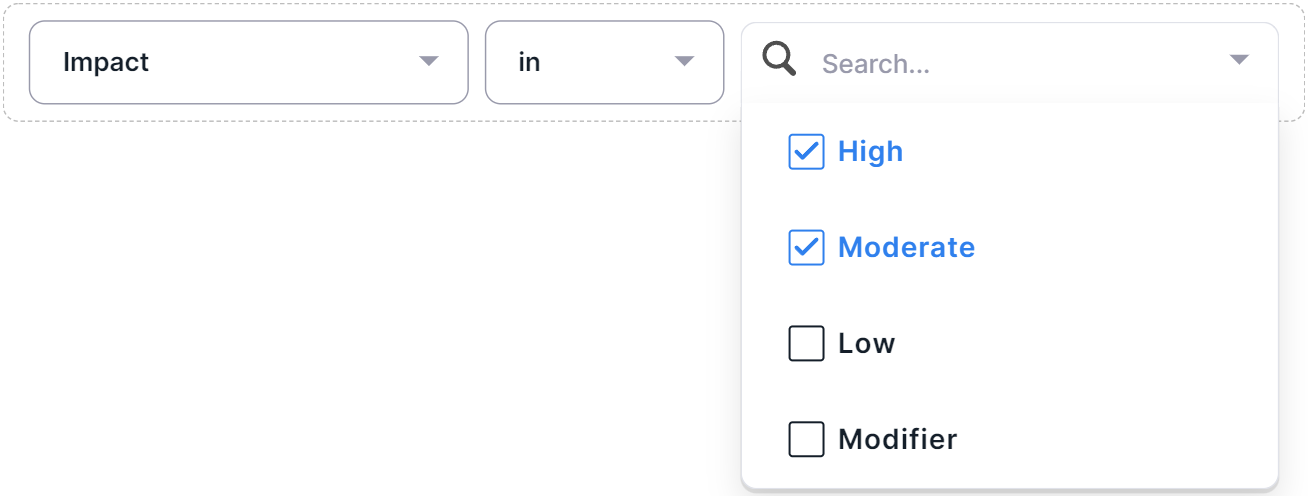 Impact in Search...
High
Moderate
Low
Modifier